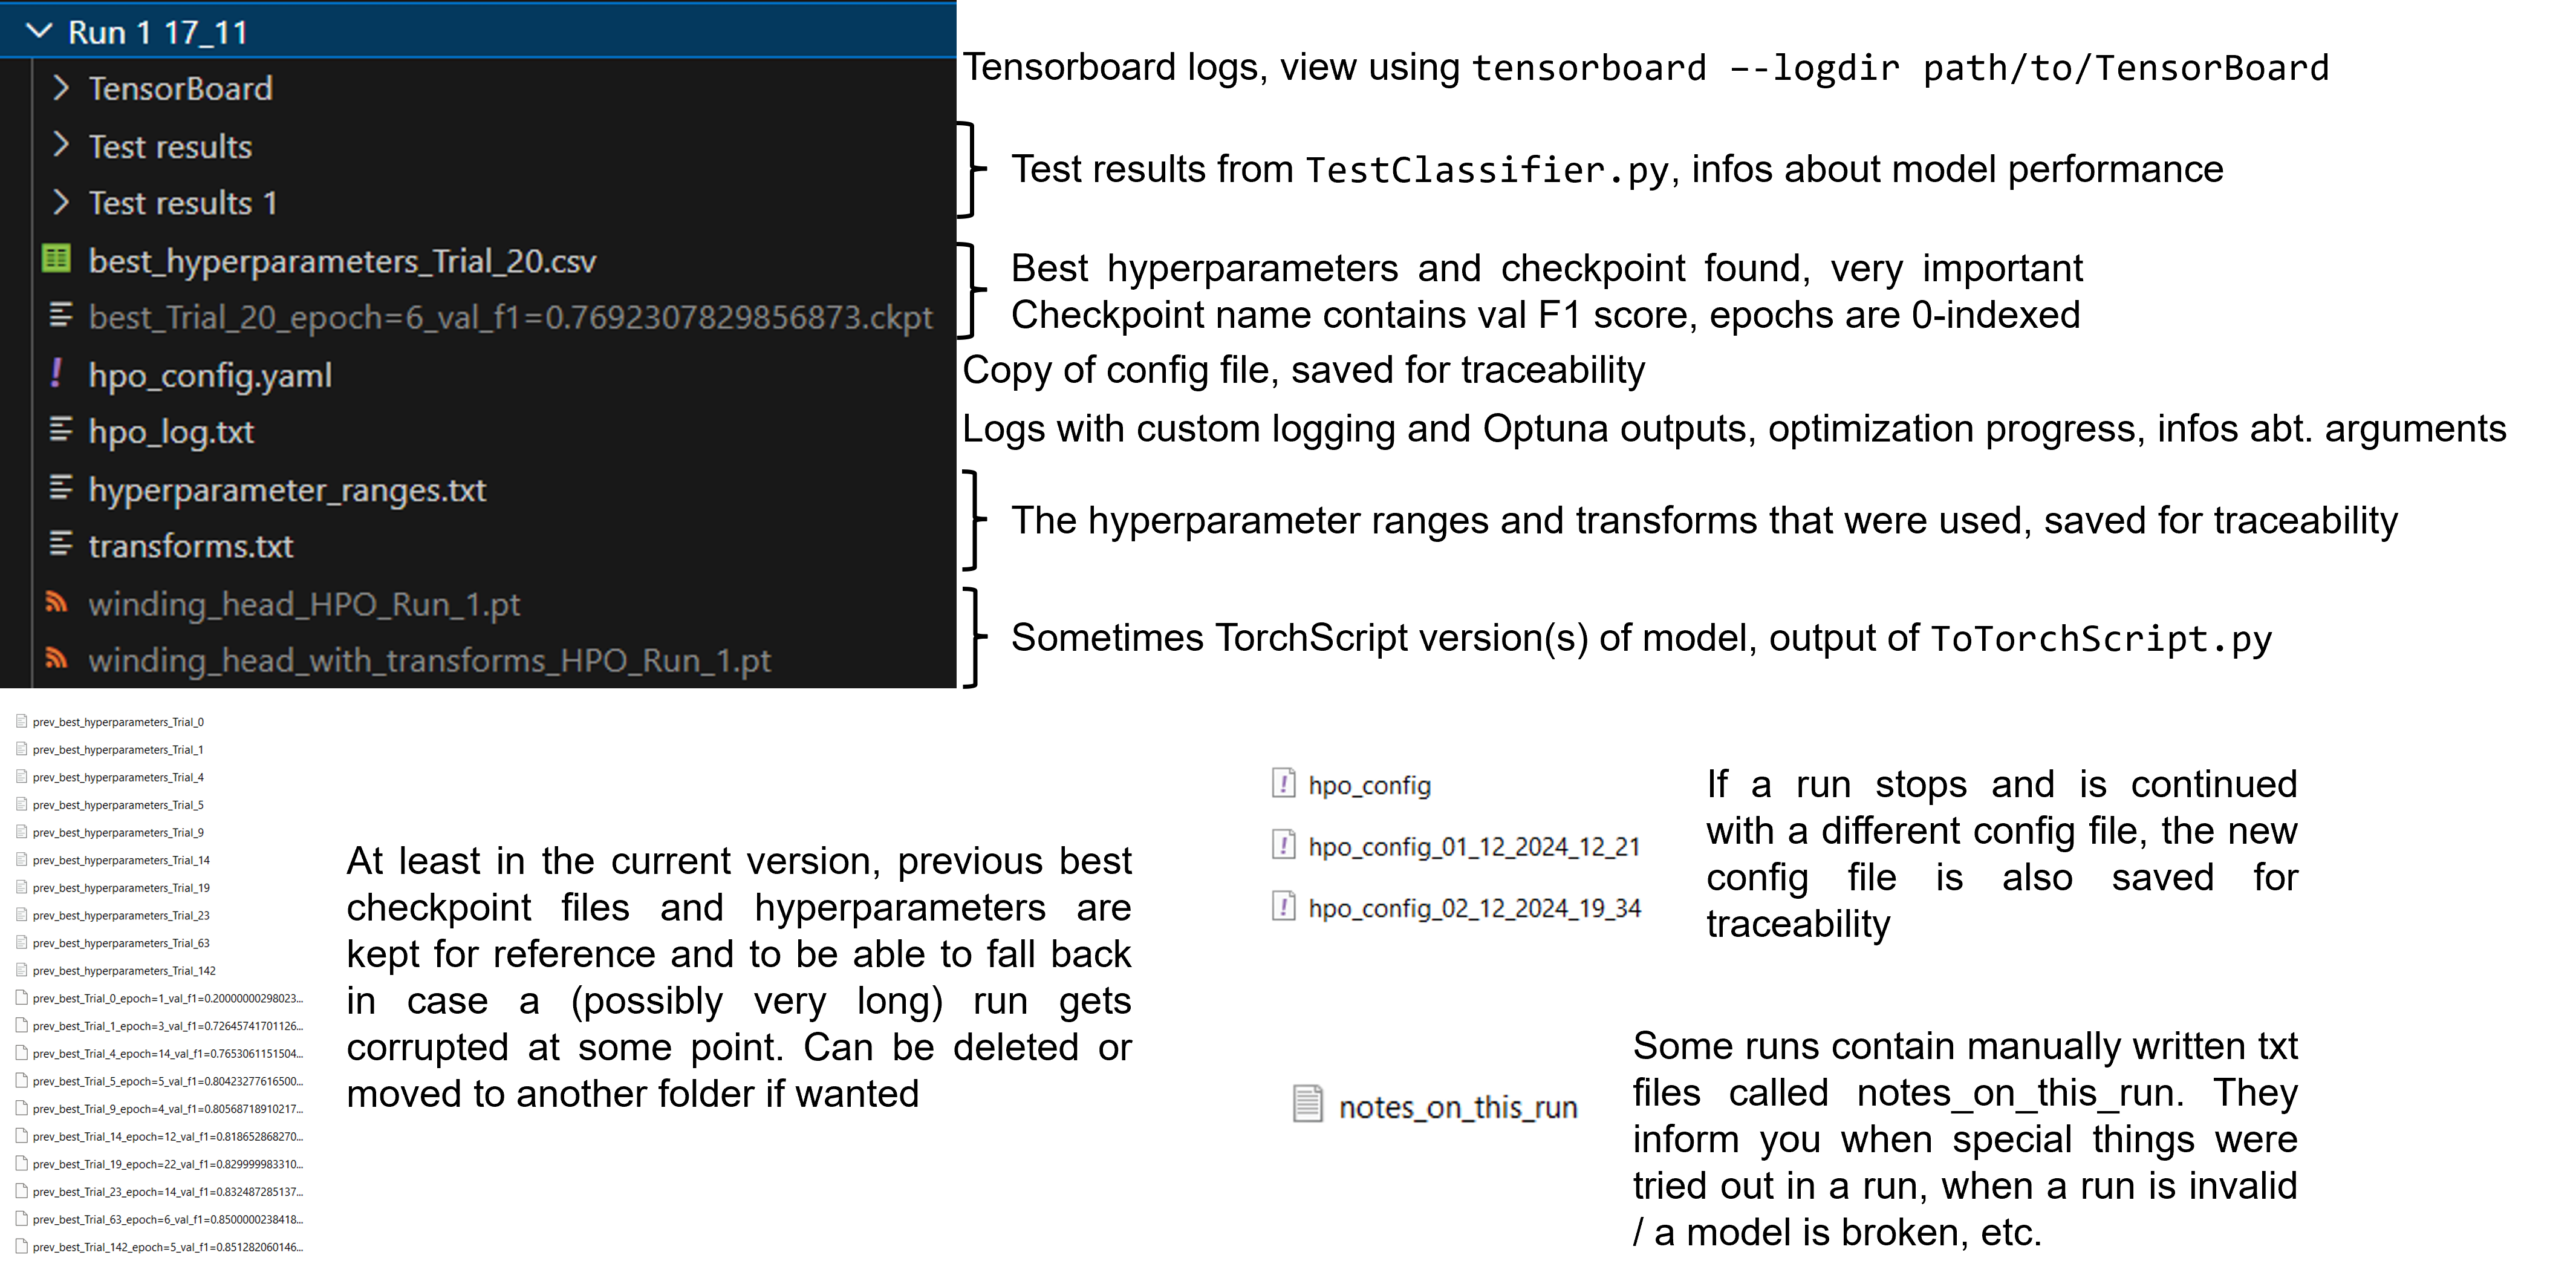 Run 1 17_11
TensorBoard
Tensorboard logs, view using tensorboard –-logdir path/to/TensorBoard
Test results
Test results 1
Test results from TestClassifier.py, infos about model performance
best_hyperparameters_Trial_20.csv
best_Trial_20_epoch=6_val_f1=0.7692307829856873.ckpt
Best hyperparameters and checkpoint found, very important
Checkpoint name contains val F1 score, epochs are 0-indexed
hpo_config.yaml
Copy of config file, saved for traceability
hpo_log.txt
Logs with custom logging and Optuna outputs, optimization progress, infos abt. arguments
hyperparameter_ranges.txt
transforms.txt
The hyperparameter ranges and transforms that were used, saved for traceability
winding_head_HPO_Run_1.pt
winding_head_with_transforms_HPO_Run_1.pt
Sometimes TorchScript version(s) of model, output of ToTorchScript.py
prev_best_hyperparameters_Trial_0
prev_best_hyperparameters_Trial_1
prev_best_hyperparameters_Trial_4
prev_best_hyperparameters_Trial_5
prev_best_hyperparameters_Trial_9
prev_best_hyperparameters_Trial_14
prev_best_hyperparameters_Trial_19
prev_best_hyperparameters_Trial_23
prev_best_hyperparameters_Trial_63
prev_best_hyperparameters_Trial_142
prev_best_Trial_0_epoch=1_val_f1=0.20000000298023...
prev_best_Trial_1_epoch=3_val_f1=0.72645741701126...
prev_best_Trial_4_epoch=14_val_f1=0.7653061151504...
prev_best_Trial_5_epoch=5_val_f1=0.80423277616500...
prev_best_Trial_9_epoch=4_val_f1=0.80568718910217...
prev_best_Trial_14_epoch=12_val_f1=0.818652868270...
prev_best_Trial_19_epoch=22_val_f1=0.829999983310...
prev_best_Trial_23_epoch=14_val_f1=0.832487285137...
prev_best_Trial_63_epoch=6_val_f1=0.8500000238418...
prev_best_Trial_142_epoch=5_val_f1=0.851282060146...
At least in the current version, previous best
checkpoint files and hyperparameters are
kept for reference and to be able to fall back
in case a (possibly very long) run gets
corrupted at some point. Can be deleted or
moved to another folder if wanted
hpo_config
hpo_config_01_12_2024_12_21
hpo_config_02_12_2024_19_34
If a run stops and is continued
with a different config file, the new
config file is also saved for
traceability
notes_on_this_run
Some runs contain manually written txt
files called notes_on_this_run. They
inform you when special things were
tried out in a run, when a run is invalid
/ a model is broken, etc.